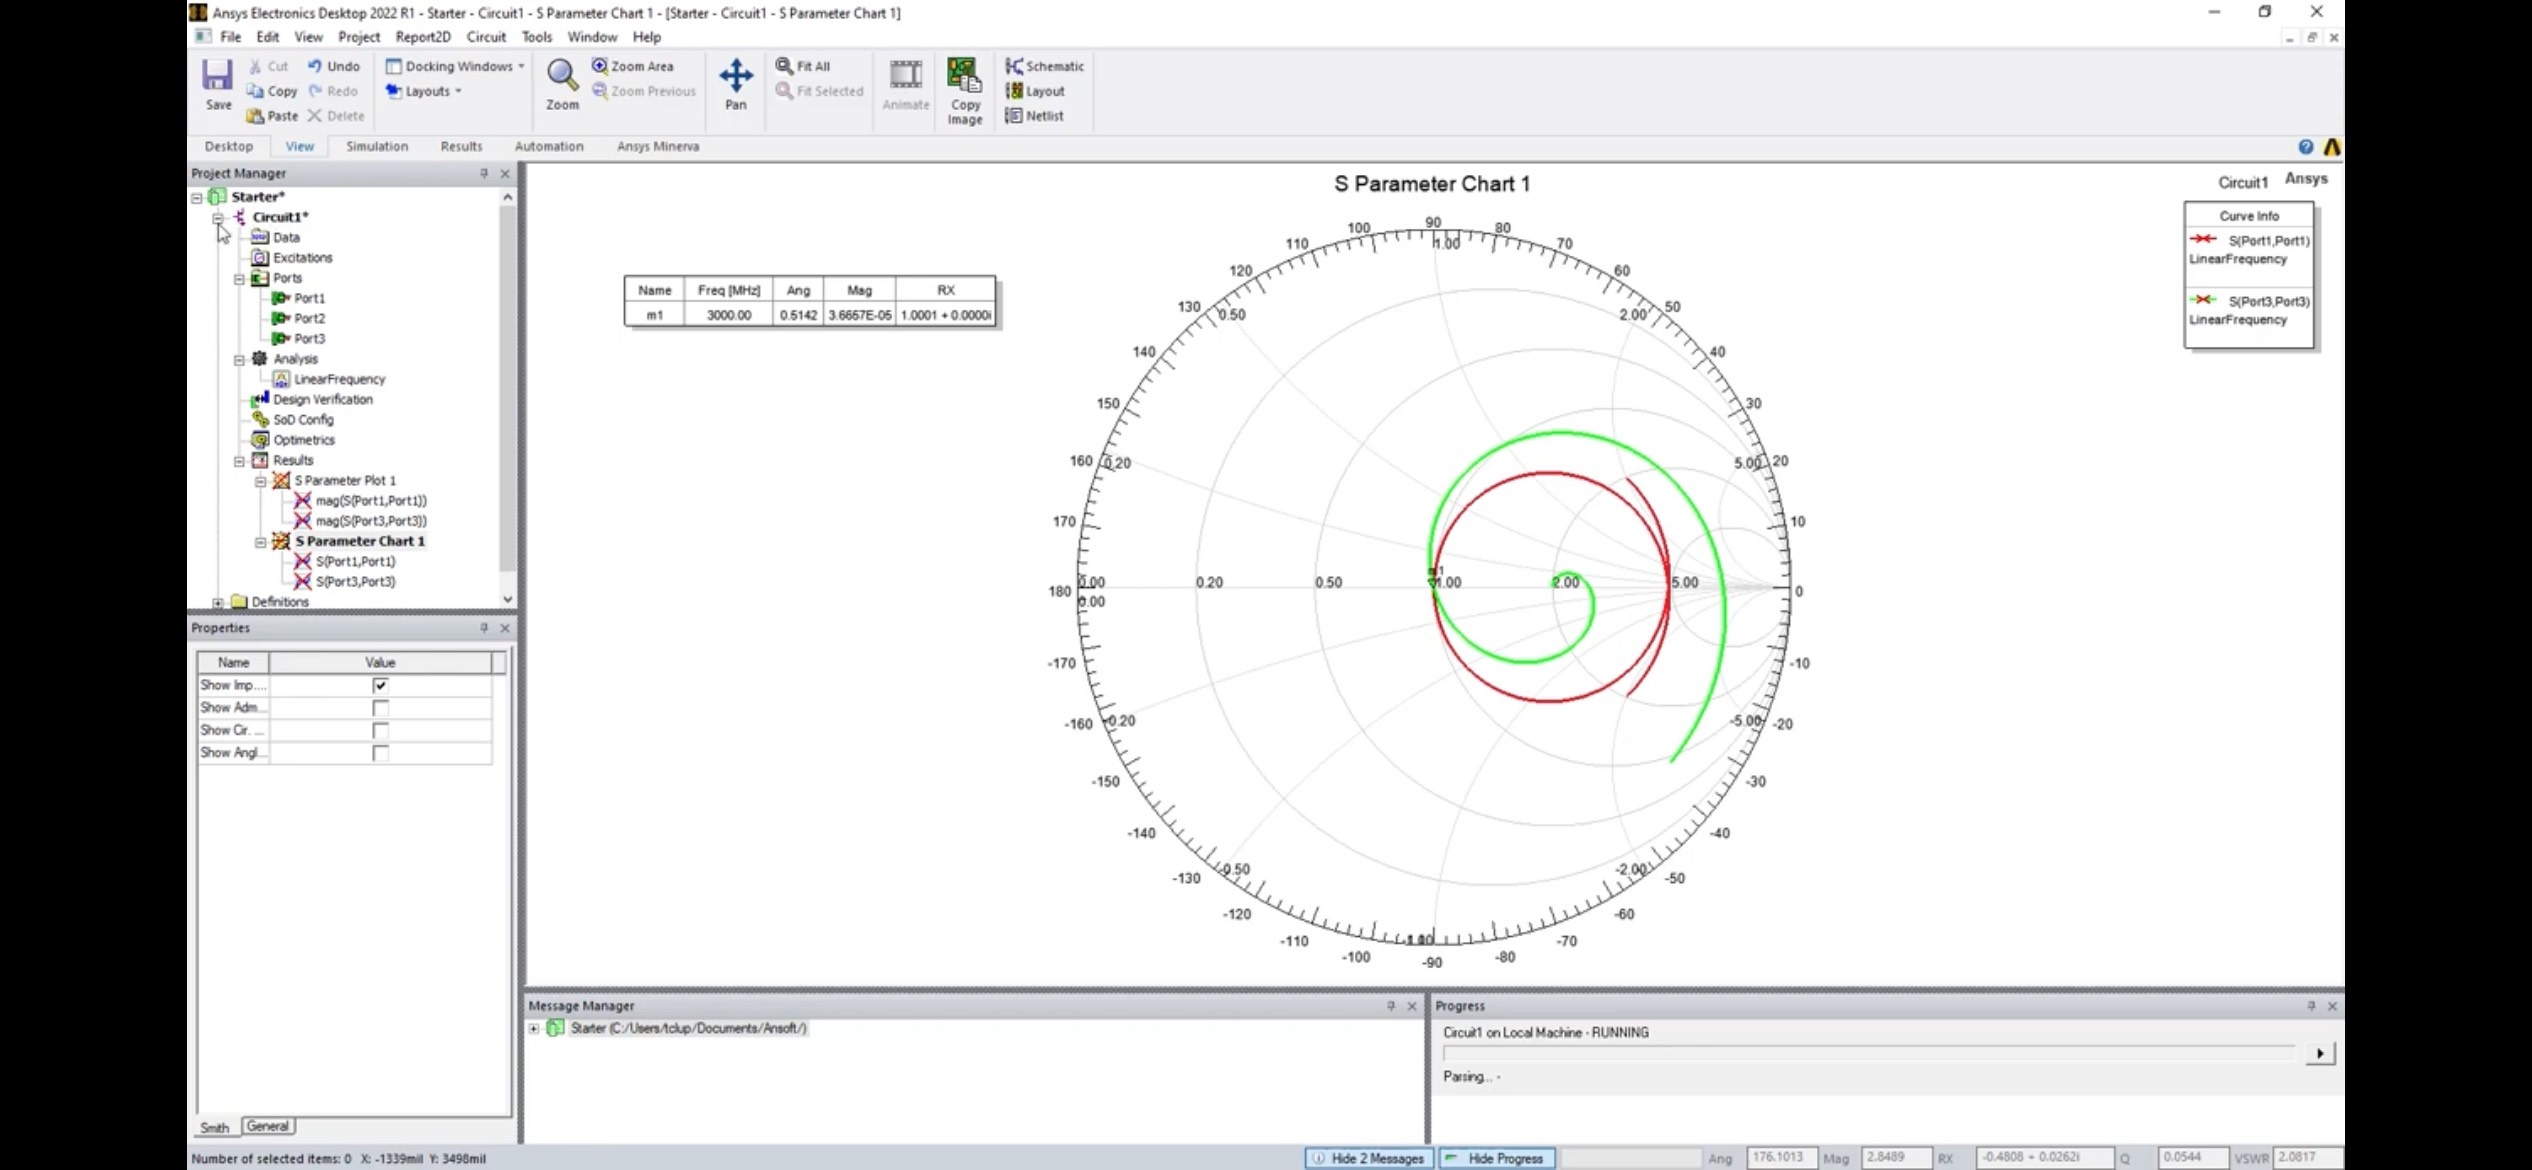 Ansys Electronics Desktop 2022 R1 - Starter - Circuit1 - S Parameter Chart 1 - [Starter - Circuit1 - S Parameter Chart 1]
File Edit View Project Report2D Circuit Tools Window Help
Save
Cut Undo
Copy Redo
Paste Delete
Docking Windows
Layouts
Zoom
Zoom Area
Zoom Previous
Pan
Fit All
Fit Selected
Animate
Copy Image
Schematic
Layout
Netlist
Desktop View Simulation Results Automation Ansys Minerva
Project Manager
Starter*
Circuit1*
Data
Excitations
Ports
Port1
Port2
Port3
Analysis
LinearFrequency
Design Verification
SoD Config
Optimetrics
Results
S Parameter Plot 1
mag(S(Port1,Port1))
mag(S(Port3,Port3))
S Parameter Chart 1
S(Port1,Port1)
S(Port3,Port3)
Definitions
Properties
Name Value
Show Imp....
Show Adm...
Show Cir. ...
Show Angl...
Smith General
S Parameter Chart 1
Circuit1 Ansys
Curve Info
S(Port1,Port1)
LinearFrequency
S(Port3,Port3)
LinearFrequency
Name Freq [MHz] Ang Mag RX
m1 3000.00 0.5142 3.6657E-05 1.0001 + 0.0000i
90
100 80
110 1.00 70
120 60
130 50
0.50 2.00
140 40
150 30
160 0.20 5.00 20
170 10
0.00 0.20 0.50 1.00 2.00 5.00
180 0
0.00
-170 -10
-160 -0.20 -5.00 -20
-150 -30
-140 -40
-0.50 -2.00
-130 -50
-120 -60
-110 -1.00 -70
-100 -80
-90
Message Manager
Starter (C:/Users/tclup/Documents/Ansoft/)
Progress
Circuit1 on Local Machine - RUNNING
Parsing... -
Number of selected items: 0 X: -1339mil Y: 3498mil
Hide 2 Messages Hide Progress Ang 176.1013 Mag 2.8489 RX -0.4808 + 0.0262i Q 0.0544 VSWR 2.0817